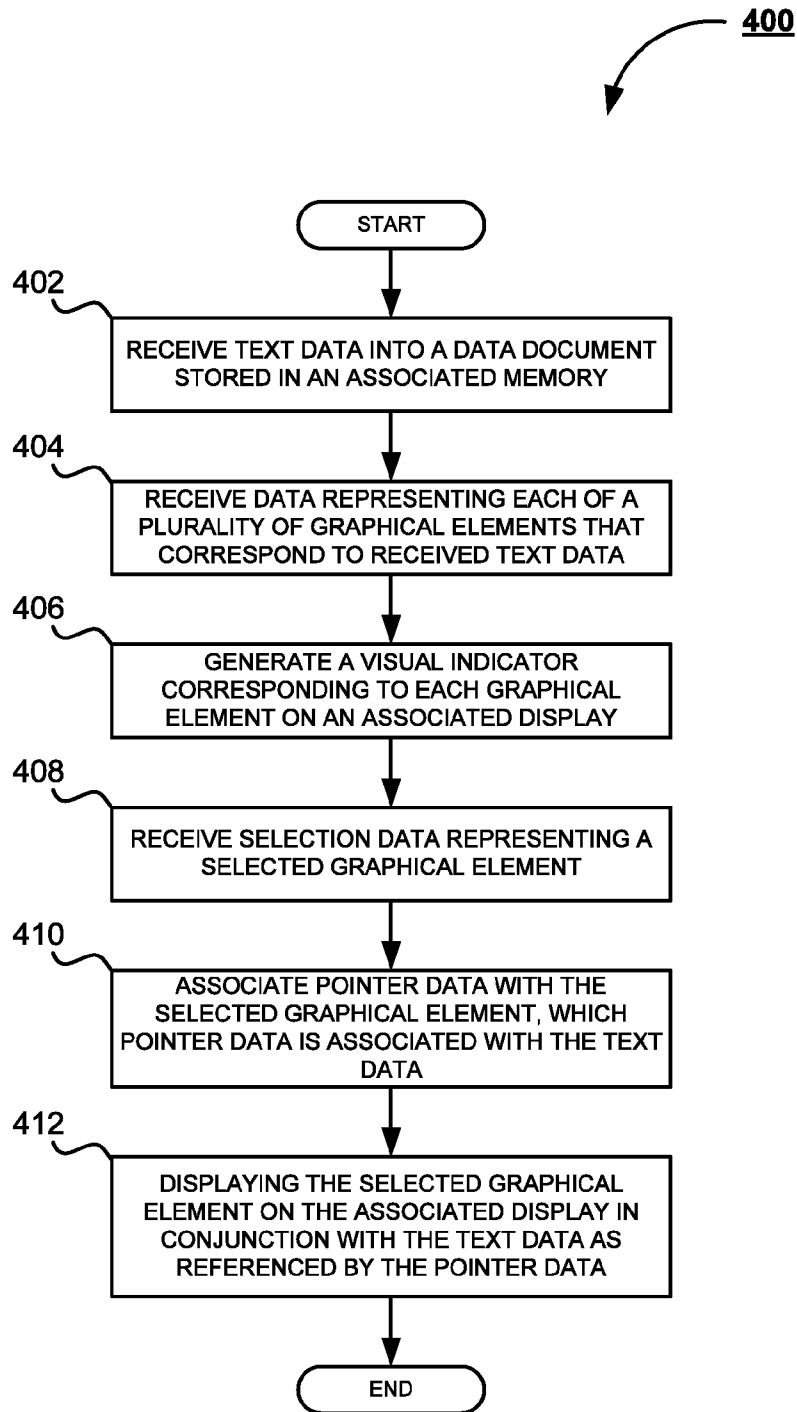 400
START
402
RECEIVE TEXT DATA INTO A DATA DOCUMENT
STORED IN AN ASSOCIATED MEMORY.
404
RECEIVE DATA REPRESENTING EACH OF A
PLURALITY OF GRAPHICAL ELEMENTS THAT
CORRESPOND TO RECEIVED TEXT DATA.
406
GENERATE A VISUAL INDICATOR
CORRESPONDING TO EACH GRAPHICAL
ELEMENT ON AN ASSOCIATED DISPLAY.
408
RECEIVE SELECTION DATA REPRESENTING A
SELECTED GRAPHICAL ELEMENT.
410
ASSOCIATE POINTER DATA WITH THE
SELECTED GRAPHICAL ELEMENT, WHICH
POINTER DATA IS ASSOCIATED WITH THE TEXT
DATA.
412
DISPLAYING THE SELECTED GRAPHICAL
ELEMENT ON THE ASSOCIATED DISPLAY IN
CONJUNCTION WITH THE TEXT DATA AS
REFERENCED BY THE POINTER DATA.
END